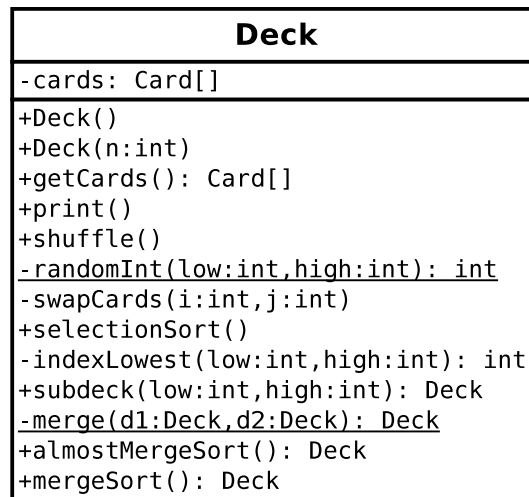 Deck
-cards: Card[]
+Deck()
+Deck(n:int)
+getCards(): Card[]
+print()
+shuffle()
-randomInt(low:int,high:int): int
-swapCards(i:int,j:int)
+selectionSort()
-indexLowest(low:int,high:int): int
+subdeck(low:int,high:int): Deck
-merge(d1:Deck,d2:Deck): Deck
+almostMergeSort(): Deck
+mergeSort(): Deck